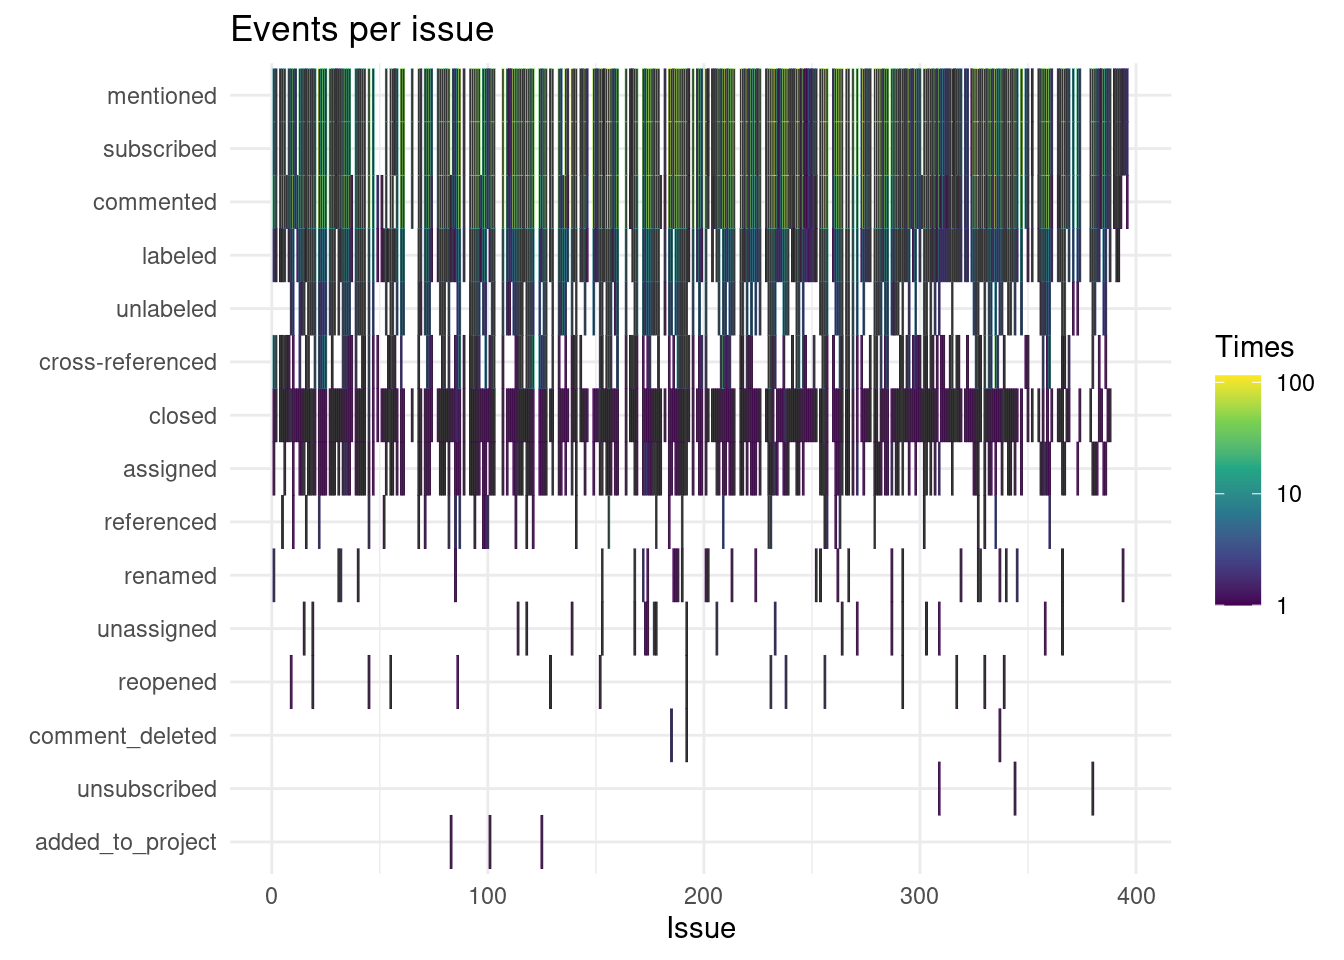 Events per issue
mentioned
subscribed
commented
labeled
unlabeled
cross-referenced
closed
assigned
referenced
renamed
unassigned
reopened
comment_deleted
unsubscribed
added_to_project
0 100 200 300 400
Issue
Times
100
10
1